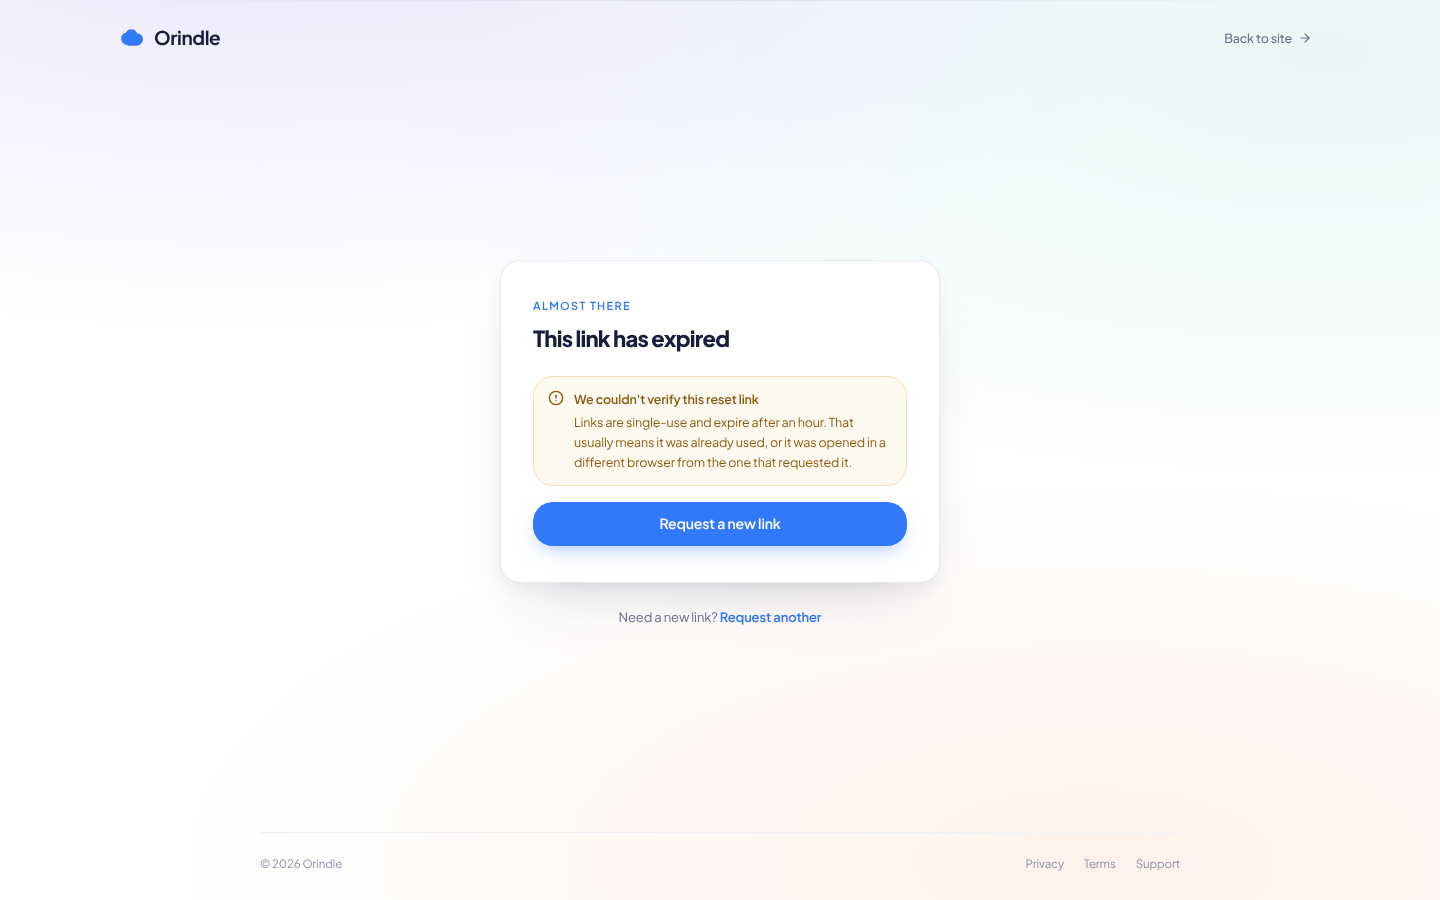 Orindle
Back to site
ALMOST THERE
This link has expired
We couldn't verify this reset link
Links are single-use and expire after an hour. That
usually means it was already used, or it was opened in a
different browser from the one that requested it.
Request a new link
Need a new link? Request another
© 2026 Orindle
Privacy
Terms
Support